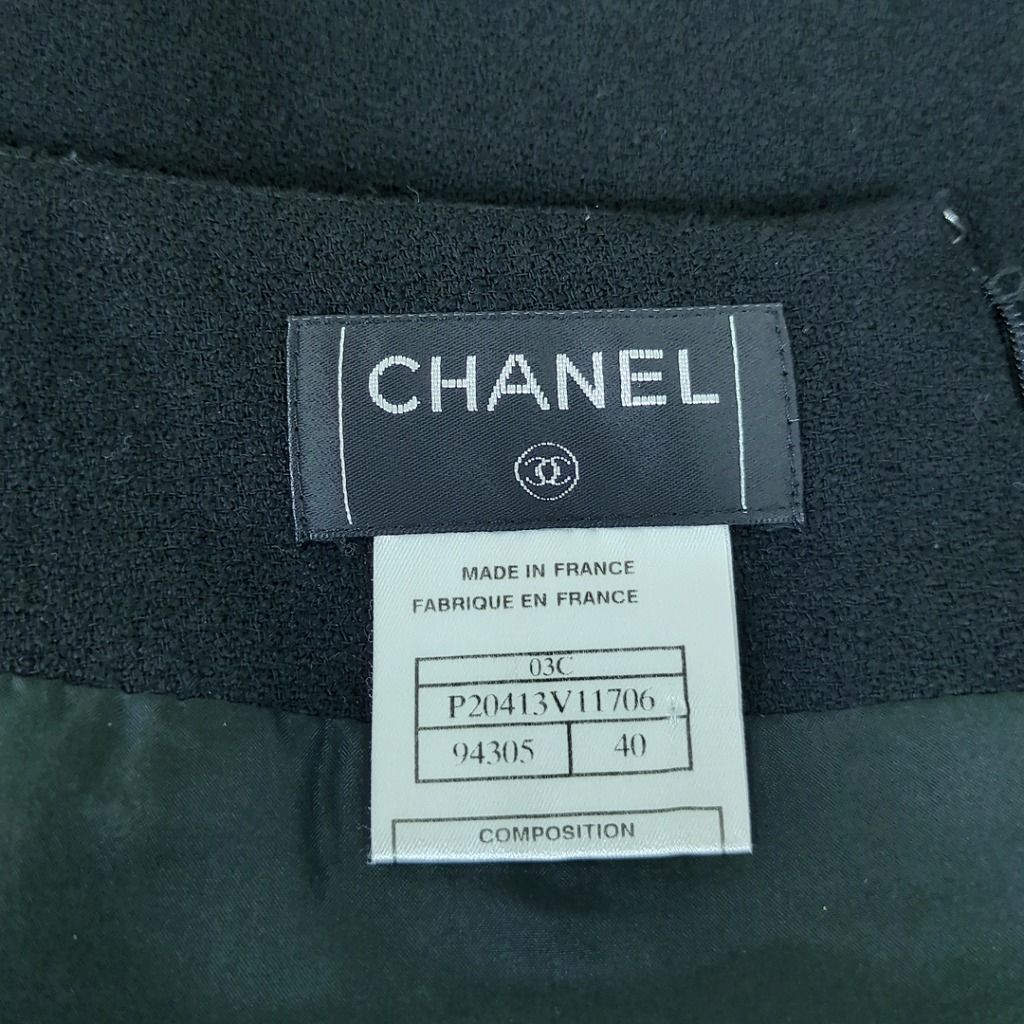 CHANEL
MADE IN FRANCE
FABRIQUE EN FRANCE
03C
P20413V11706
94305 40
COMPOSITION